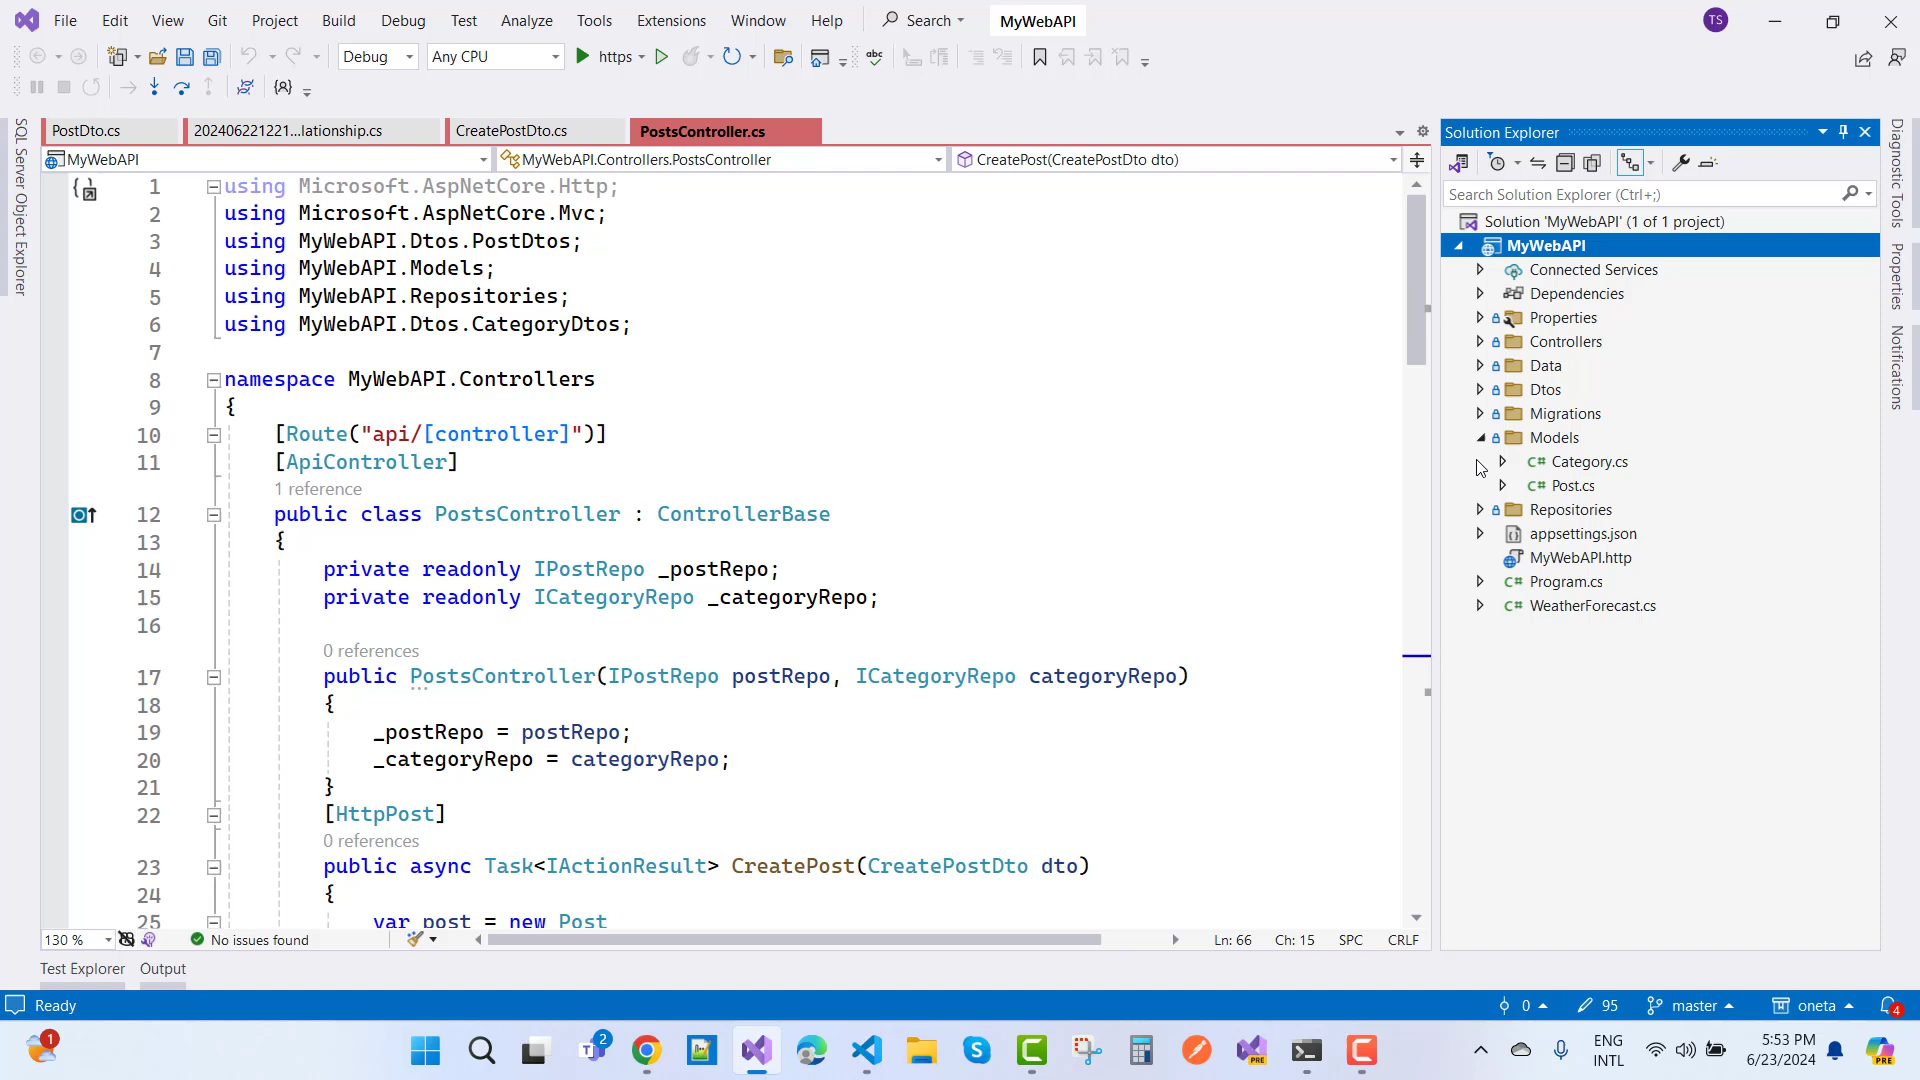 File Edit View Git Project Build Debug Test Analyze Tools Extensions Window Help Search MyWebAPI TS
Debug Any CPU https
PostDto.cs 202406221221...lationship.cs CreatePostDto.cs PostsController.cs
MyWebAPI MyWebAPI.Controllers.PostsController CreatePost(CreatePostDto dto)
SQL Server Object Explorer
1 using Microsoft.AspNetCore.Http;
2 using Microsoft.AspNetCore.Mvc;
3 using MyWebAPI.Dtos.PostDtos;
4 using MyWebAPI.Models;
5 using MyWebAPI.Repositories;
6 using MyWebAPI.Dtos.CategoryDtos;
7
8 namespace MyWebAPI.Controllers
9 {
10 [Route("api/[controller]")]
11 [ApiController]
1 reference
12 public class PostsController : ControllerBase
13 {
14 private readonly IPostRepo _postRepo;
15 private readonly ICategoryRepo _categoryRepo;
16
0 references
17 public PostsController(IPostRepo postRepo, ICategoryRepo categoryRepo)
18 {
19 _postRepo = postRepo;
20 _categoryRepo = categoryRepo;
21 }
22 [HttpPost]
0 references
23 public async Task<IActionResult> CreatePost(CreatePostDto dto)
24 {
25 var post = new Post
130 % No issues found Ln: 66 Ch: 15 SPC CRLF
Solution Explorer
Search Solution Explorer (Ctrl+;)
Solution 'MyWebAPI' (1 of 1 project)
MyWebAPI
Connected Services
Dependencies
Properties
Controllers
Data
Dtos
Migrations
Models
C# Category.cs
C# Post.cs
Repositories
appsettings.json
MyWebAPI.http
C# Program.cs
C# WeatherForecast.cs
Diagnostic Tools
Properties
Notifications
Test Explorer Output
Ready 0 95 master oneta 4
1 2 PRE ENG
INTL
5:53 PM
6/23/2024
PRE